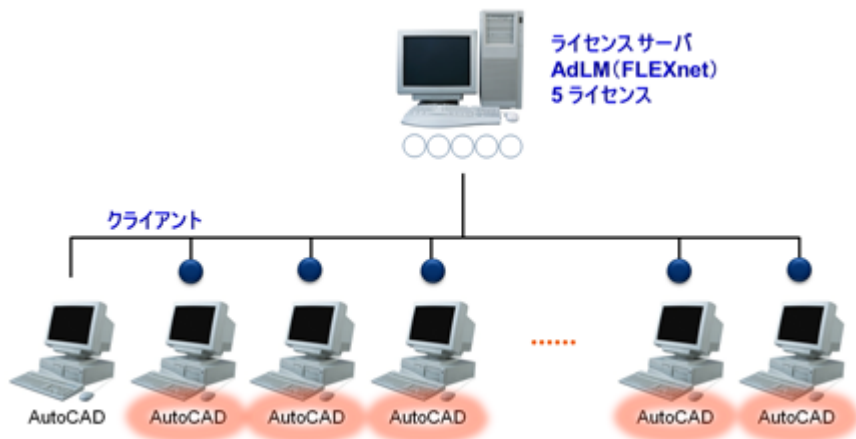 ライセンス サーバ
AdLM(FLEXnet)
5 ライセンス
クライアント
......
AutoCAD
AutoCAD
AutoCAD
AutoCAD
AutoCAD
AutoCAD